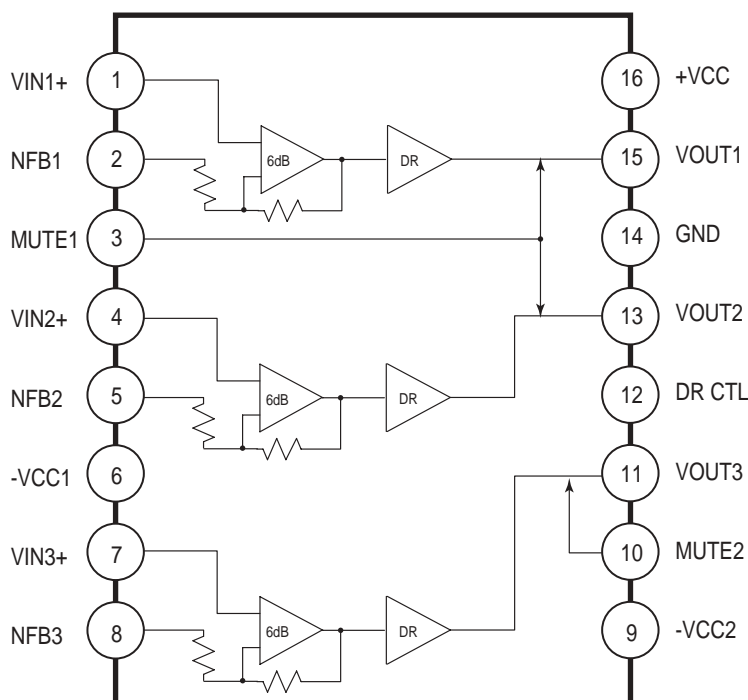 VIN1+ 1
16 +VCC
6dB DR
NFB1 2
15 VOUT1
MUTE1 3
14 GND
VIN2+ 4
13 VOUT2
6dB DR
NFB2 5
12 DR CTL
-VCC1 6
11 VOUT3
VIN3+ 7
10 MUTE2
6dB DR
NFB3 8
9 -VCC2